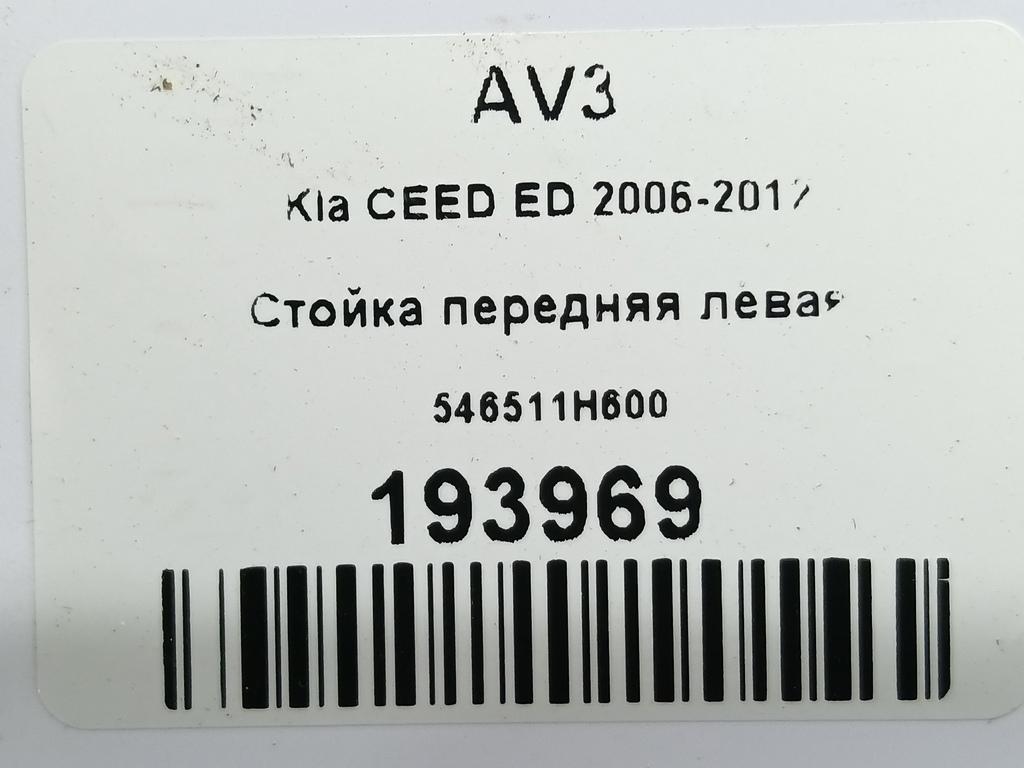 AV3
Kia CEED ED 2006-2012
Стойка передняя левая
546511H600
193969